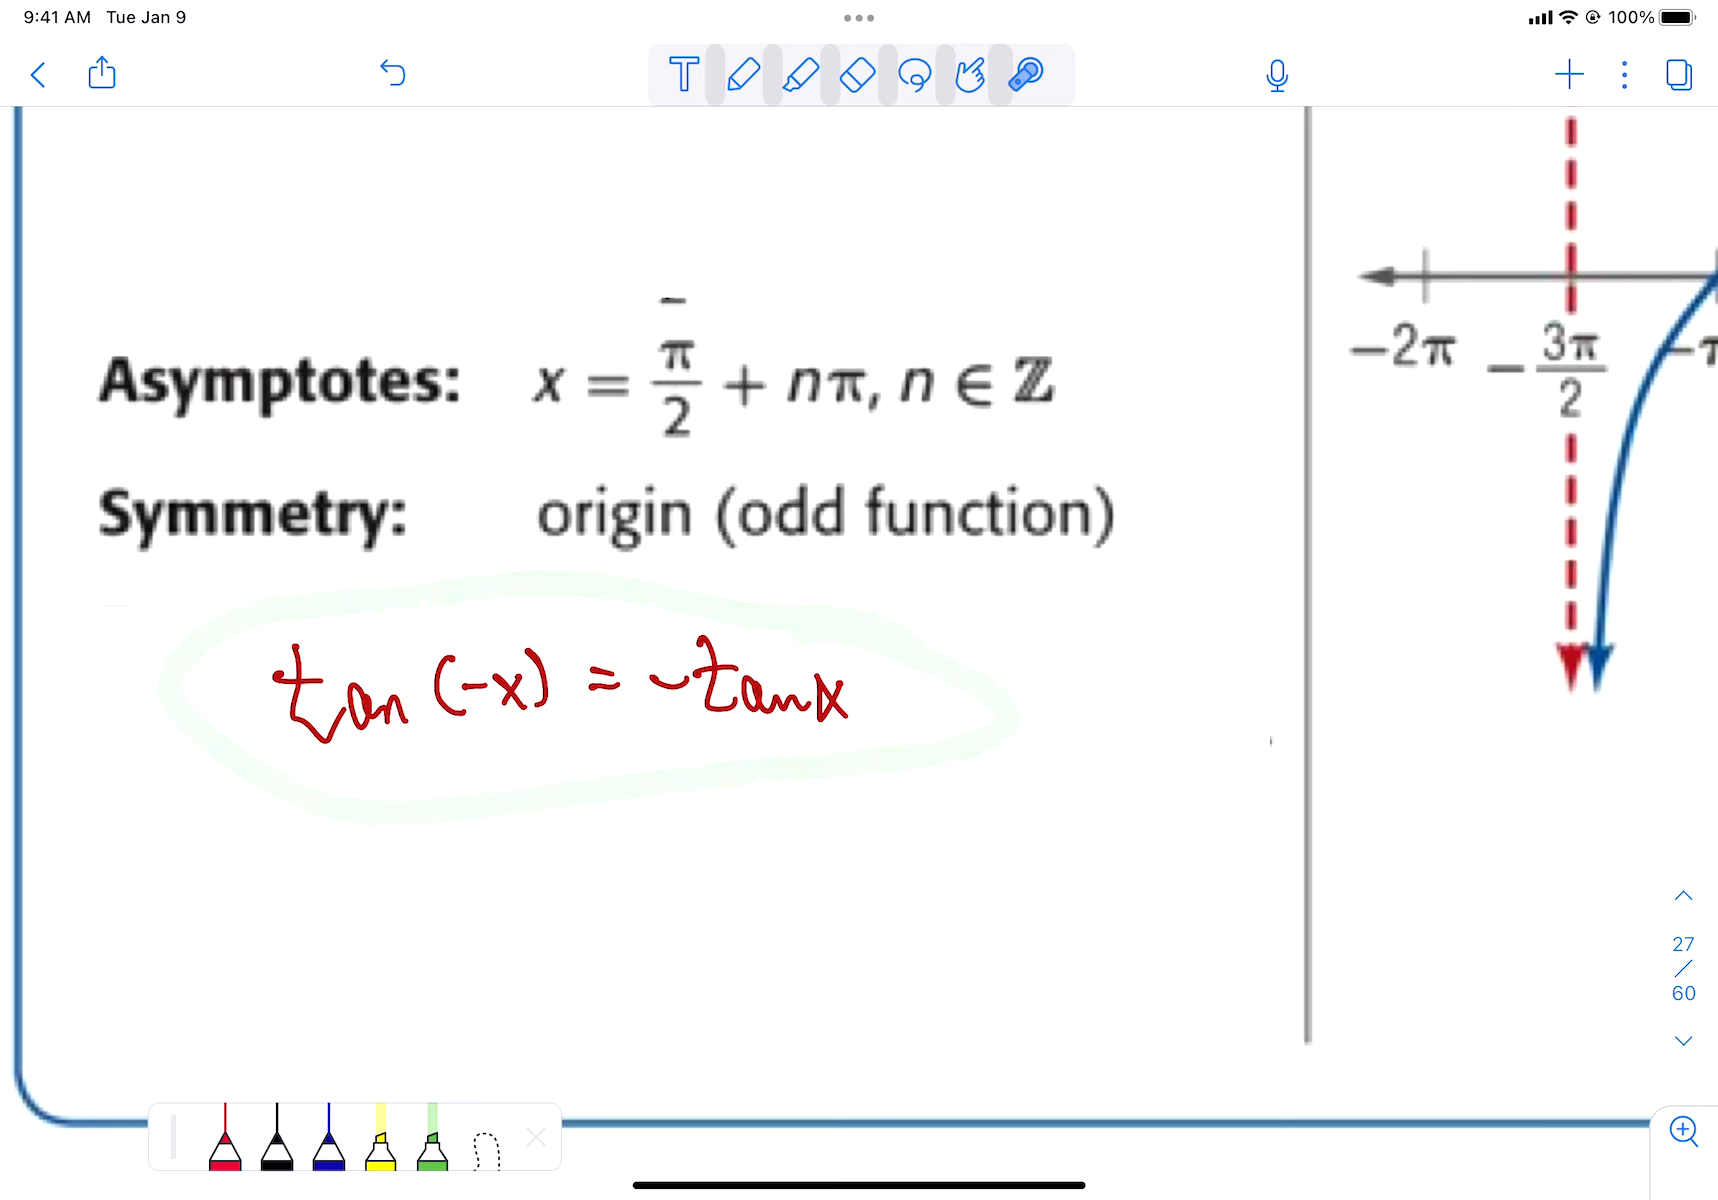 9:41 AM Tue Jan 9
100%
T
Asymptotes: x = π/2 + nπ, n ∈ ℤ
Symmetry: origin (odd function)
tan (-x) = -tanx
−2π −3π/2 −π
27
/
60